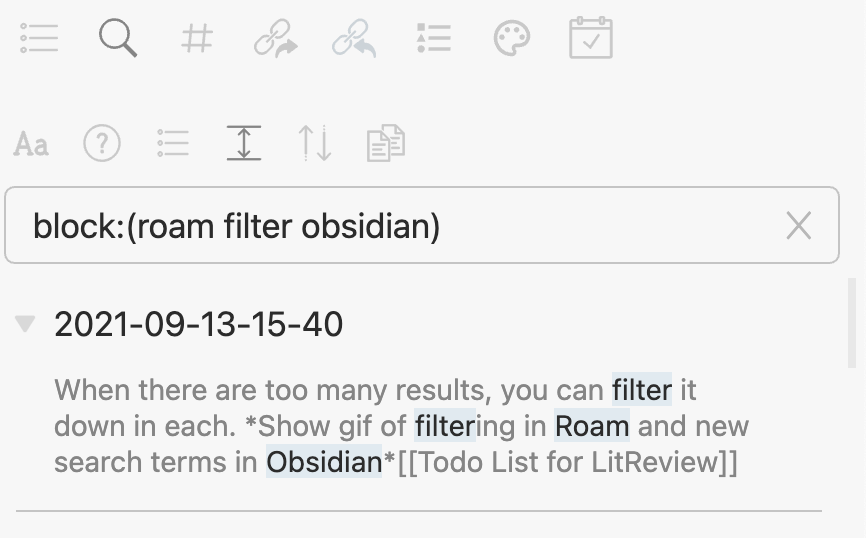 Aa
block:(roam filter obsidian)
2021-09-13-15-40
When there are too many results, you can filter it
down in each. *Show gif of filtering in Roam and new
search terms in Obsidian*[[Todo List for LitReview]]